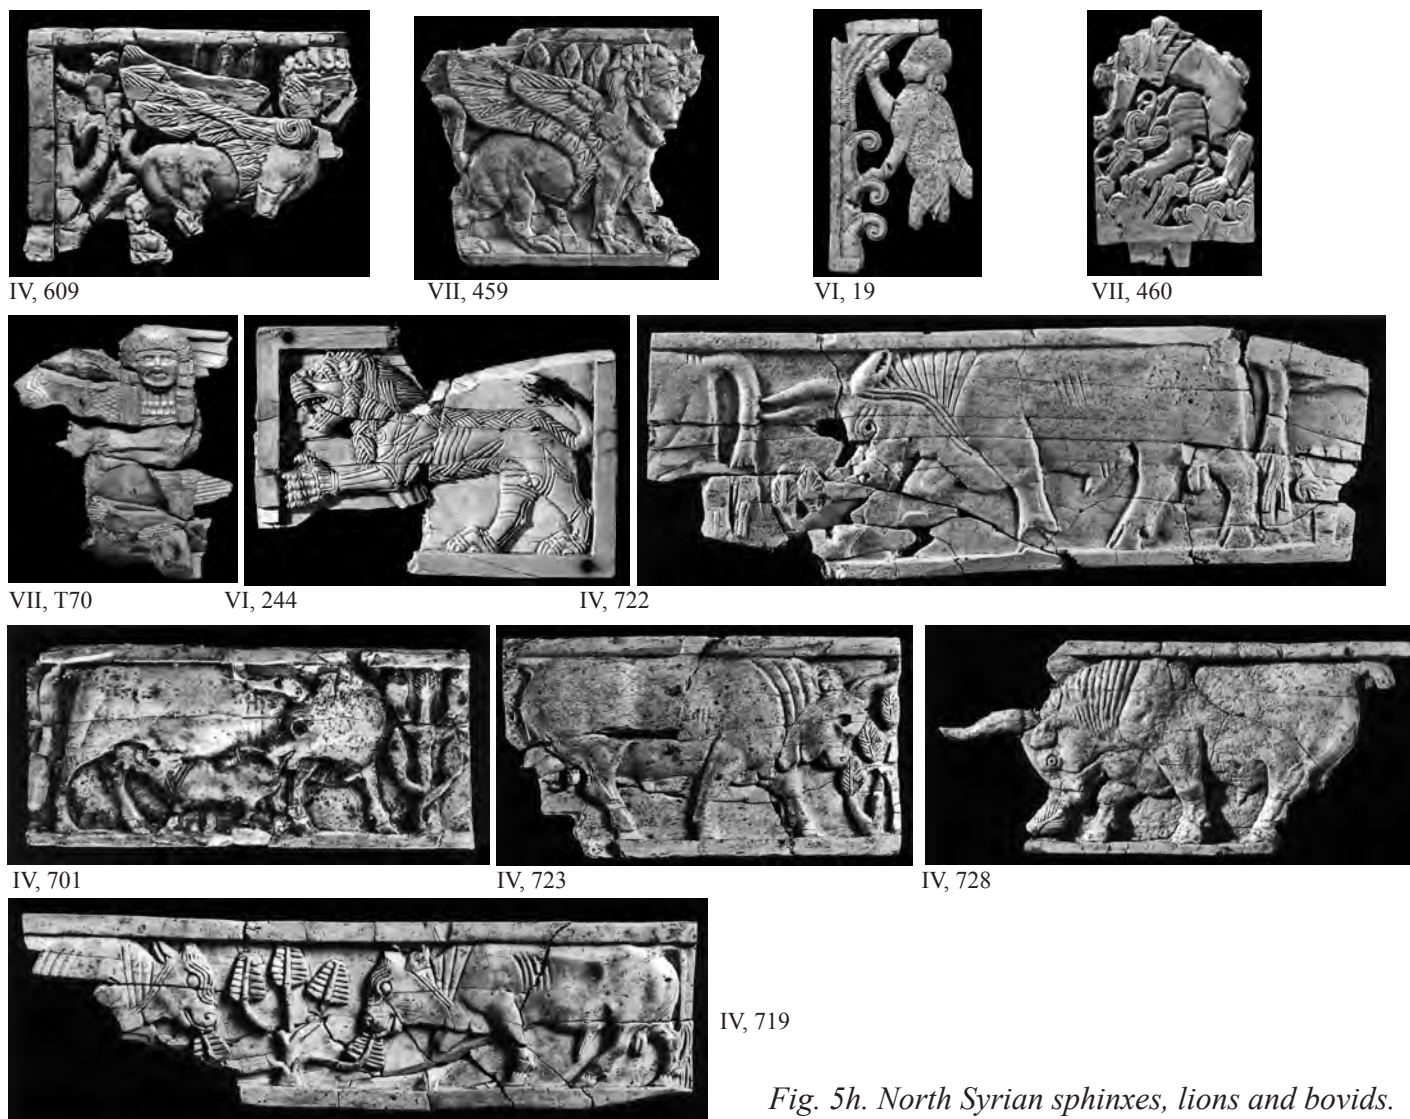 IV, 609
VII, 459
VI, 19
VII, 460
VII, T70
VI, 244
IV, 722
IV, 701
IV, 723
IV, 728
IV, 719
Fig. 5h. North Syrian sphinxes, lions and bovids.